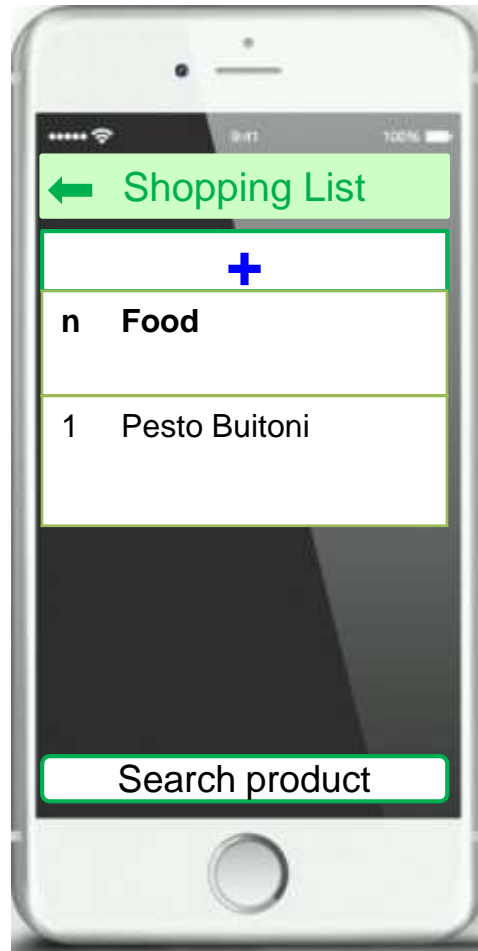 9:41 100%
Shopping List
+
n Food
1 Pesto Buitoni
Search product